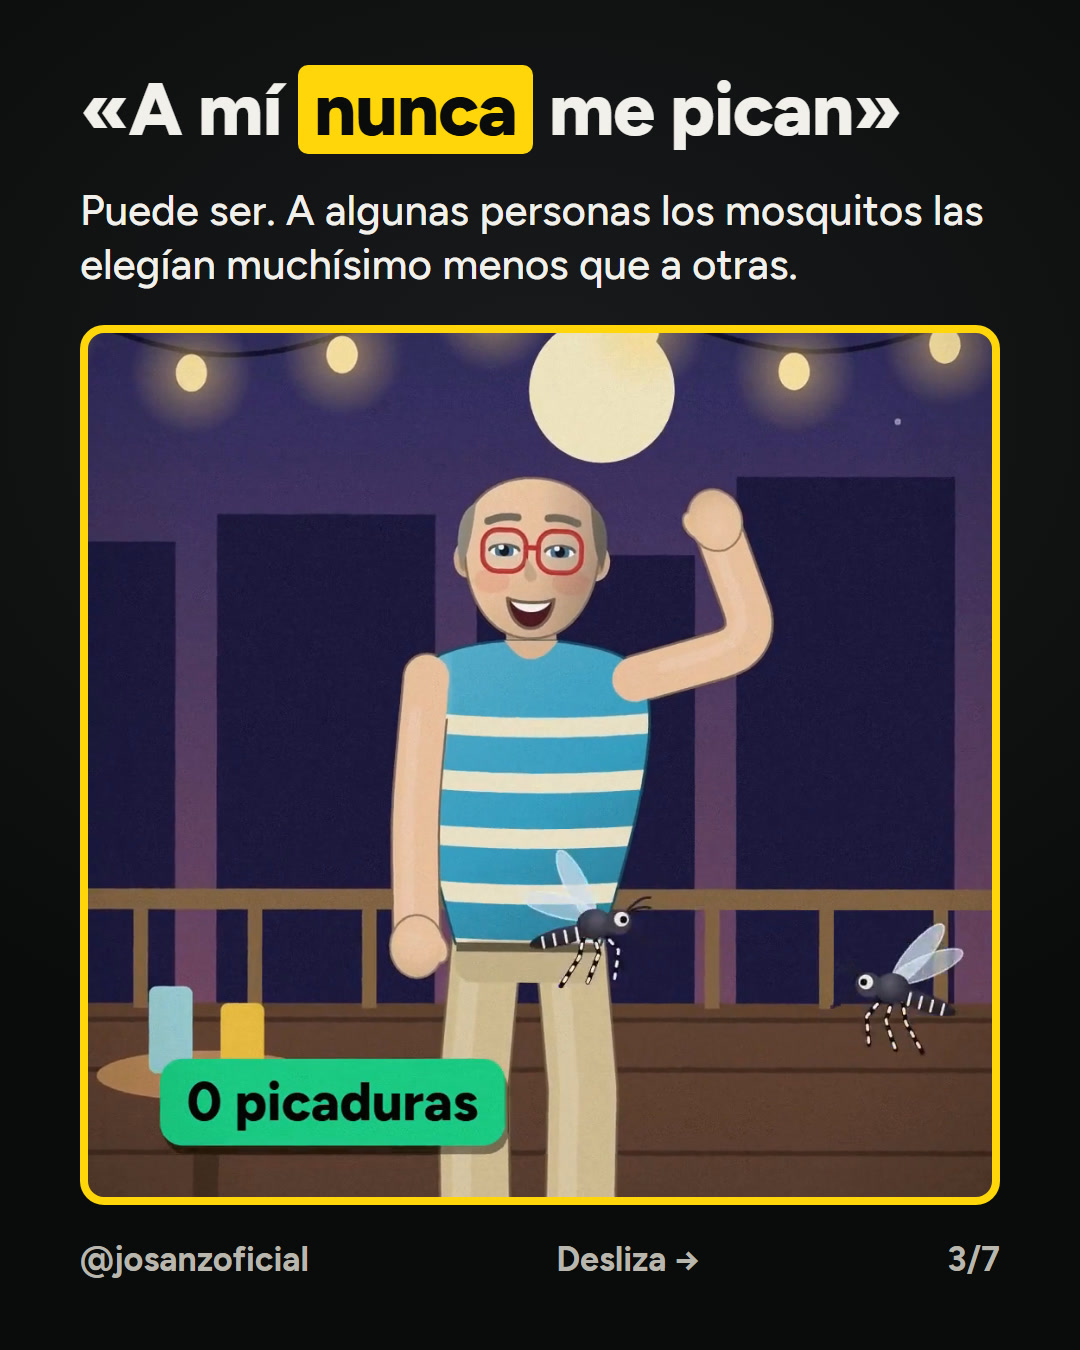 «A mí nunca me pican»
Puede ser. A algunas personas los mosquitos las
elegían muchísimo menos que a otras.
0 picaduras
@josanzoficial
Desliza →
3/7